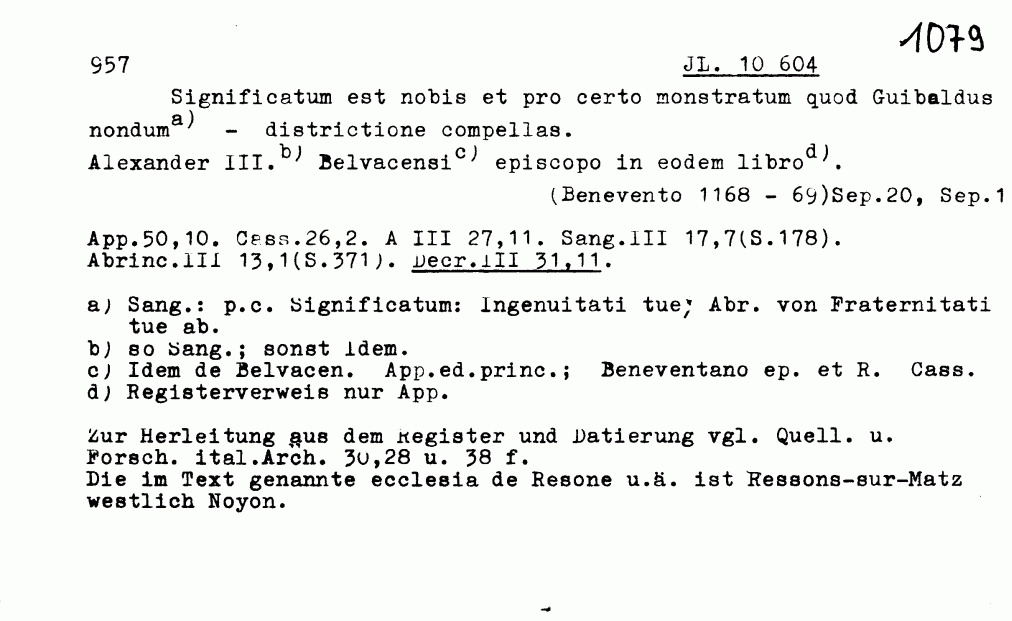 1079
957 JL. 10 604
Significatum est nobis et pro certo monstratum quod Guibaldus
nondum a) - districtione compellas.
Alexander III. b) Belvacensi c) episcopo in eodem libro d).
(Benevento 1168 - 69)Sep.20, Sep.1
App.50,10. Cass.26,2. A III 27,11. Sang.III 17,7(S.178).
Abrinc.III 13,1(S.371). Decr.III 31,11.
a) Sang.: p.c. Significatum: Ingenuitati tue; Abr. von Fraternitati
tue ab.
b) so Sang.; sonst Idem.
c) Idem de Belvacen. App.ed.princ.; Beneventano ep. et R. Cass.
d) Registerverweis nur App.
Zur Herleitung aus dem Register und Datierung vgl. Quell. u.
Forsch. ital.Arch. 30,28 u. 38 f.
Die im Text genannte ecclesia de Resone u.ä. ist Ressons-sur-Matz
westlich Noyon.